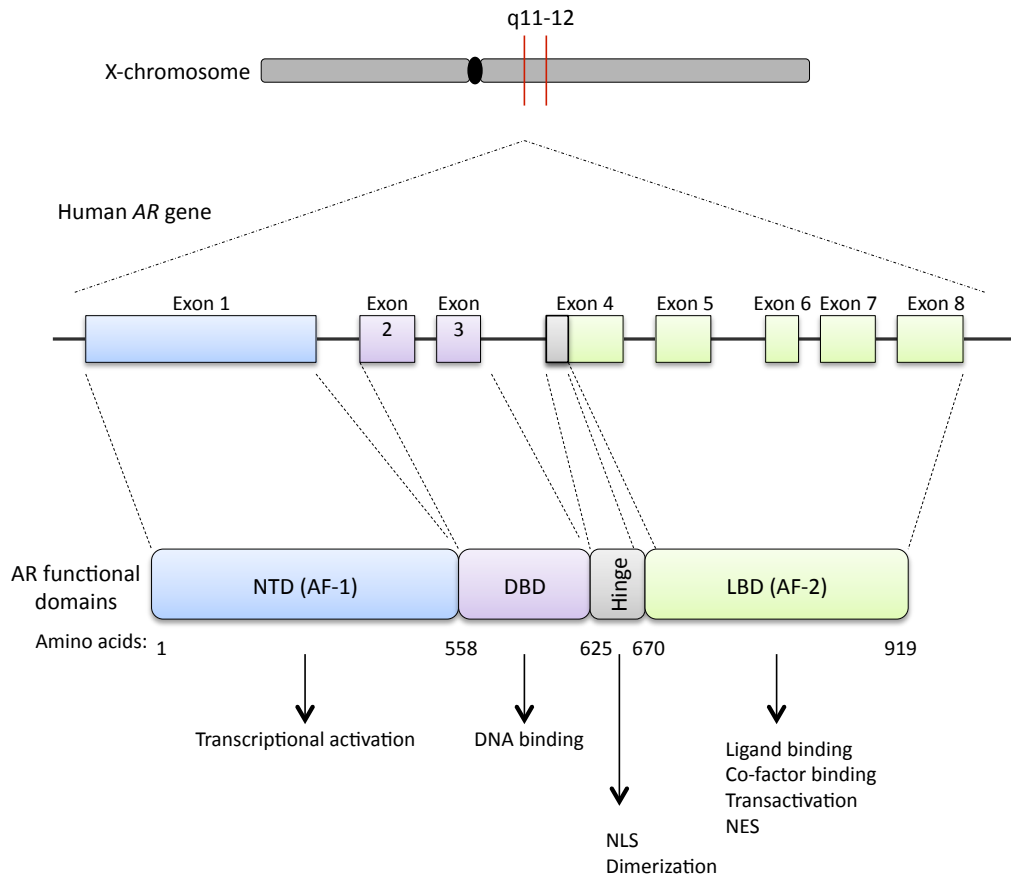 q11-12
X-chromosome
Human AR gene
Exon 1
Exon
2
Exon
3
Exon 4
Exon 5
Exon 6
Exon 7
Exon 8
AR functional
domains
NTD (AF-1)
DBD
Hinge
LBD (AF-2)
Amino acids:
1
558
625
670
919
Transcriptional activation
DNA binding
NLS
Dimerization
Ligand binding
Co-factor binding
Transactivation
NES